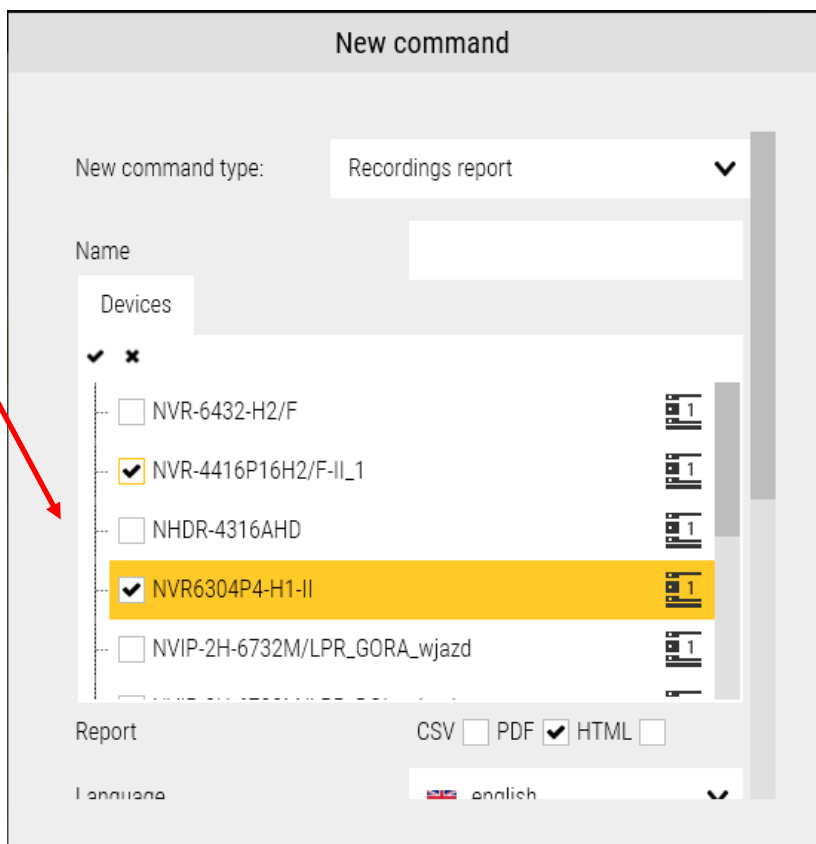 New command
New command type: Recordings report
Name
Devices
NVR-6432-H2/F 1
NVR-4416P16H2/F-II_1 1
NHDR-4316AHD 1
NVR6304P4-H1-II 1
NVIP-2H-6732M/LPR_GORA_wjazd 1
Report CSV PDF HTML
Language english